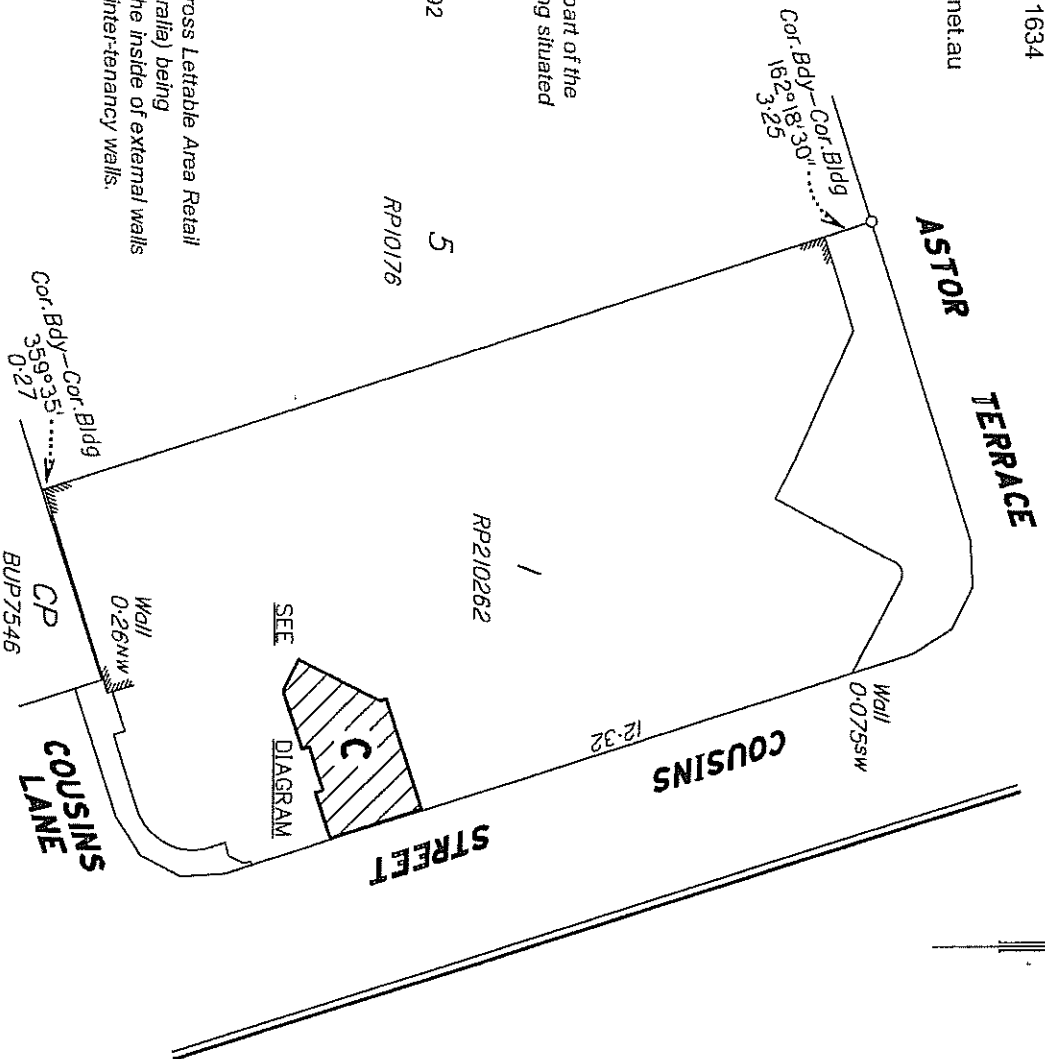 1634
net.au
Cor.Bdy-Cor.Bldg
162°18'30"
3·25
part of the
ng situated
92
ASTOR TERRACE
5
RP10176
ross Lettable Area Retail
ralia) being
he inside of external walls
inter-tenancy walls.
Cor.Bdy-Cor.Bldg
359°35'
0·27
1
RP210262
Wall
0·075SW
12·32
COUSINS STREET
SEE DIAGRAM
C
Wall
0·26NW
CP
BUP7546
COUSINS
LANE